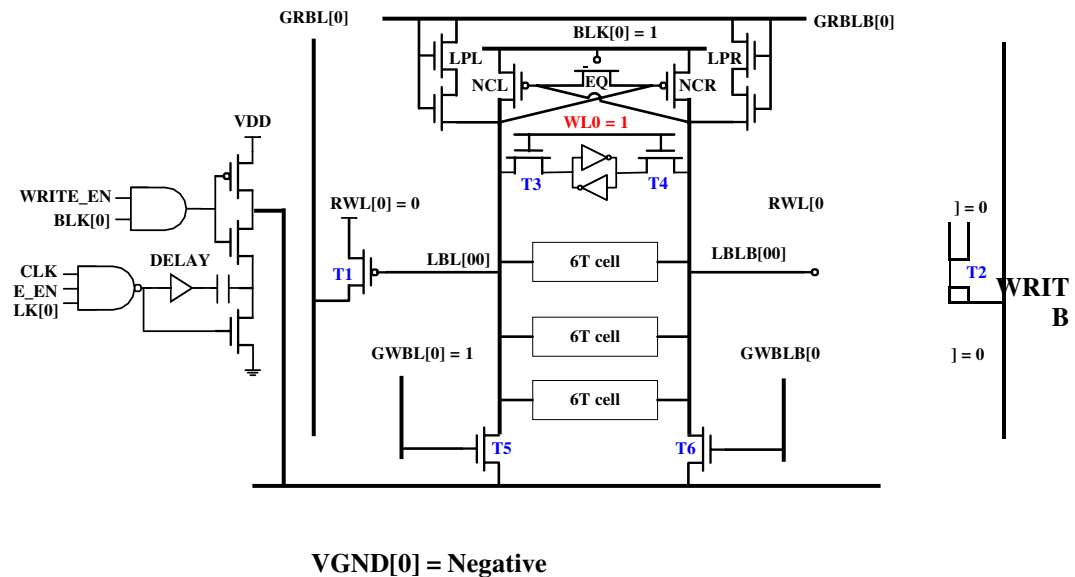 GRBL[0]
GRBLB[0]
BLK[0] = 1
LPL
LPR
NCL
EQ
NCR
WL0 = 1
VDD
T3
T4
WRITE_EN
BLK[0]
RWL[0] = 0
RWL[0
] = 0
CLK
E_EN
LK[0]
DELAY
T1
LBL[00]
6T cell
LBLB[00]
T2
WRIT
B
6T cell
GWBL[0] = 1
GWBLB[0
] = 0
6T cell
T5
T6
VGND[0] = Negative